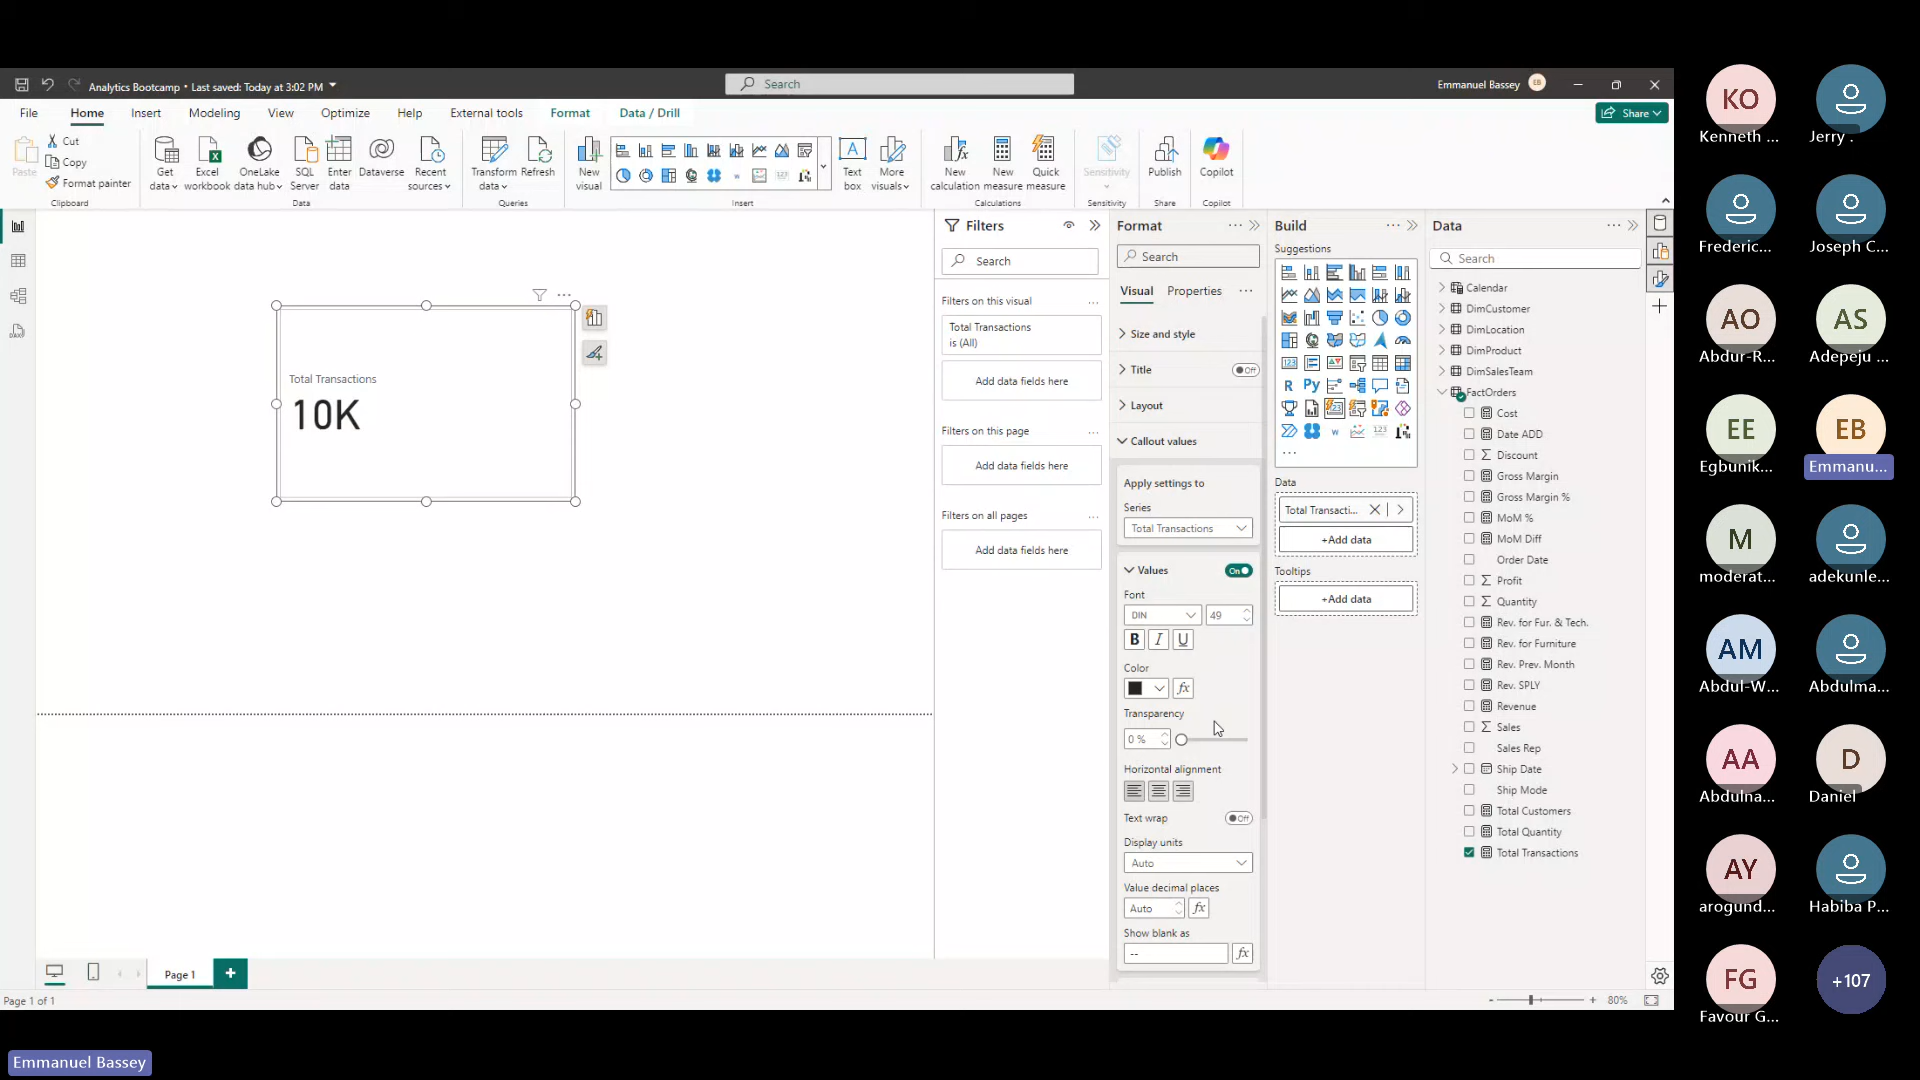 Analytics Bootcamp • Last saved: Today at 3:02 PM
Search
Emmanuel Bassey
EB
File
Home
Insert
Modeling
View
Optimize
Help
External tools
Format
Data / Drill
Share
Paste
Cut
Copy
Format painter
Clipboard
Get data
Excel workbook
OneLake data hub
SQL Server
Enter data
Dataverse
Recent sources
Data
Transform data
Refresh
Queries
New visual
Text box
More visuals
Insert
New calculation
New measure
Quick measure
Calculations
Sensitivity
Sensitivity
Publish
Share
Copilot
Copilot
Total Transactions
10K
Filters
Search
Filters on this visual
Total Transactions
is (All)
Add data fields here
Filters on this page
Add data fields here
Filters on all pages
Add data fields here
Format
Search
Visual
Properties
Size and style
Title
Off
Layout
Callout values
Apply settings to
Series
Total Transactions
Values
On
Font
DIN
49
B
I
U
Color
fx
Transparency
0 %
Horizontal alignment
Text wrap
Off
Display units
Auto
Value decimal places
Auto
fx
Show blank as
--
fx
Build
Suggestions
R
Py
123
Data
Total Transacti...
+Add data
Tooltips
+Add data
Data
Search
Calendar
DimCustomer
DimLocation
DimProduct
DimSalesTeam
FactOrders
Cost
Date ADD
Discount
Gross Margin
Gross Margin %
MoM %
MoM Diff
Order Date
Profit
Quantity
Rev. for Fur. & Tech.
Rev. for Furniture
Rev. Prev. Month
Rev. SPLY
Revenue
Sales
Sales Rep
Ship Date
Ship Mode
Total Customers
Total Quantity
Total Transactions
Page 1
Page 1 of 1
80%
KO
Kenneth ...
Jerry .
Frederic...
Joseph C...
AO
Abdur-R...
AS
Adepeju ...
EE
Egbunik...
EB
Emmanu...
M
moderat...
adekunle...
AM
Abdul-W...
Abdulma...
AA
Abdulna...
D
Daniel
AY
arogund...
Habiba P...
FG
Favour G...
+107
Emmanuel Bassey